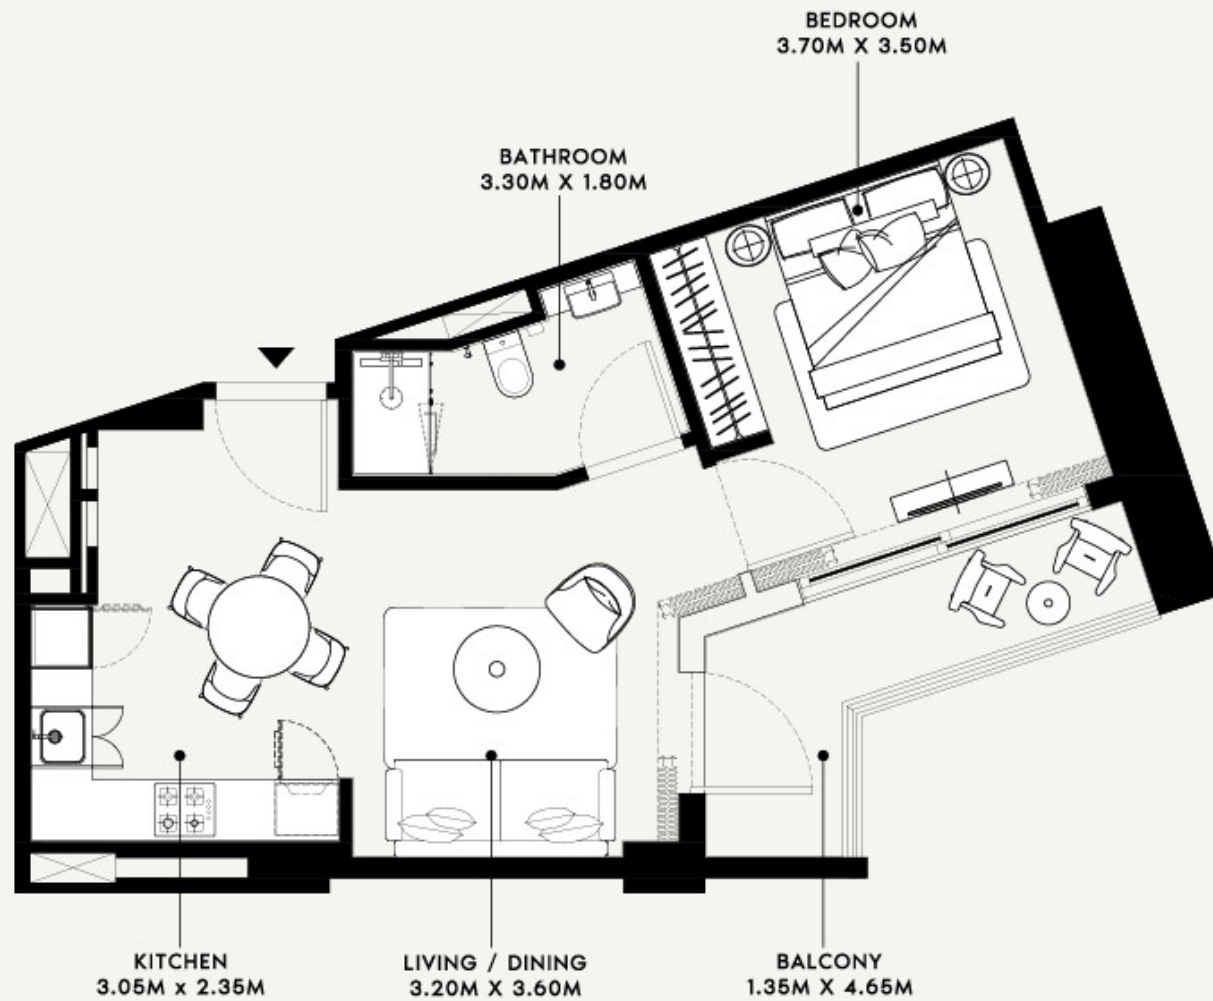 BEDROOM
3.70M X 3.50M
BATHROOM
3.30M X 1.80M
KITCHEN
3.05M x 2.35M
LIVING / DINING
3.20M X 3.60M
BALCONY
1.35M X 4.65M